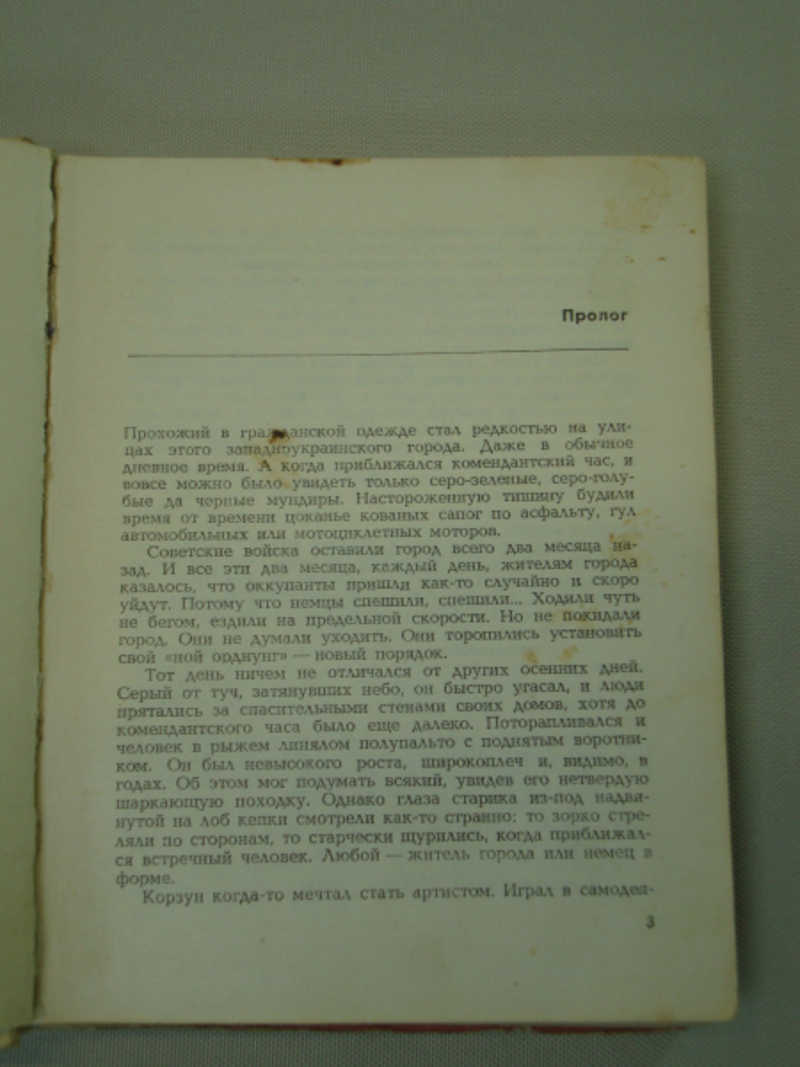 Пролог
Прохожий в гражданской одежде стал редкостью на ули-
цах этого западноукраинского города. Даже в обычное
дневное время. А когда приближался комендантский час, и
вовсе можно было увидеть только серо-зеленые, серо-голу-
бые да черные мундиры. Настороженную тишину будили
время от времени цоканье кованых сапог по асфальту, гул
автомобильных или мотоциклетных моторов.
Советские войска оставили город всего два месяца на-
зад. И все эти два месяца, каждый день, жителям города
казалось, что оккупанты пришли как-то случайно и скоро
уйдут. Потому что немцы спешили, спешили... Ходили чуть
не бегом, ездили на предельной скорости. Но не покидали
город. Они не думали уходить. Они торопились установить
свой «ной орднунг» — новый порядок.
Тот день ничем не отличался от других осенних дней.
Серый от туч, затянувших небо, он быстро угасал, и люди
прятались за спасительными стенами своих домов, хотя до
комендантского часа было еще далеко. Поторапливался и
человек в рыжем линялом полупальто с поднятым воротни-
ком. Он был невысокого роста, широкоплеч и, видимо, в
годах. Об этом мог подумать всякий, увидев его нетвердую
шаркающую походку. Однако глаза старика из-под надви-
нутой на лоб кепки смотрели как-то странно: то зорко стре-
ляли по сторонам, то старчески щурились, когда приближал-
ся встречный человек. Любой — житель города или немец в
форме.
Корзун когда-то мечтал стать артистом. Играл в самодея-
3